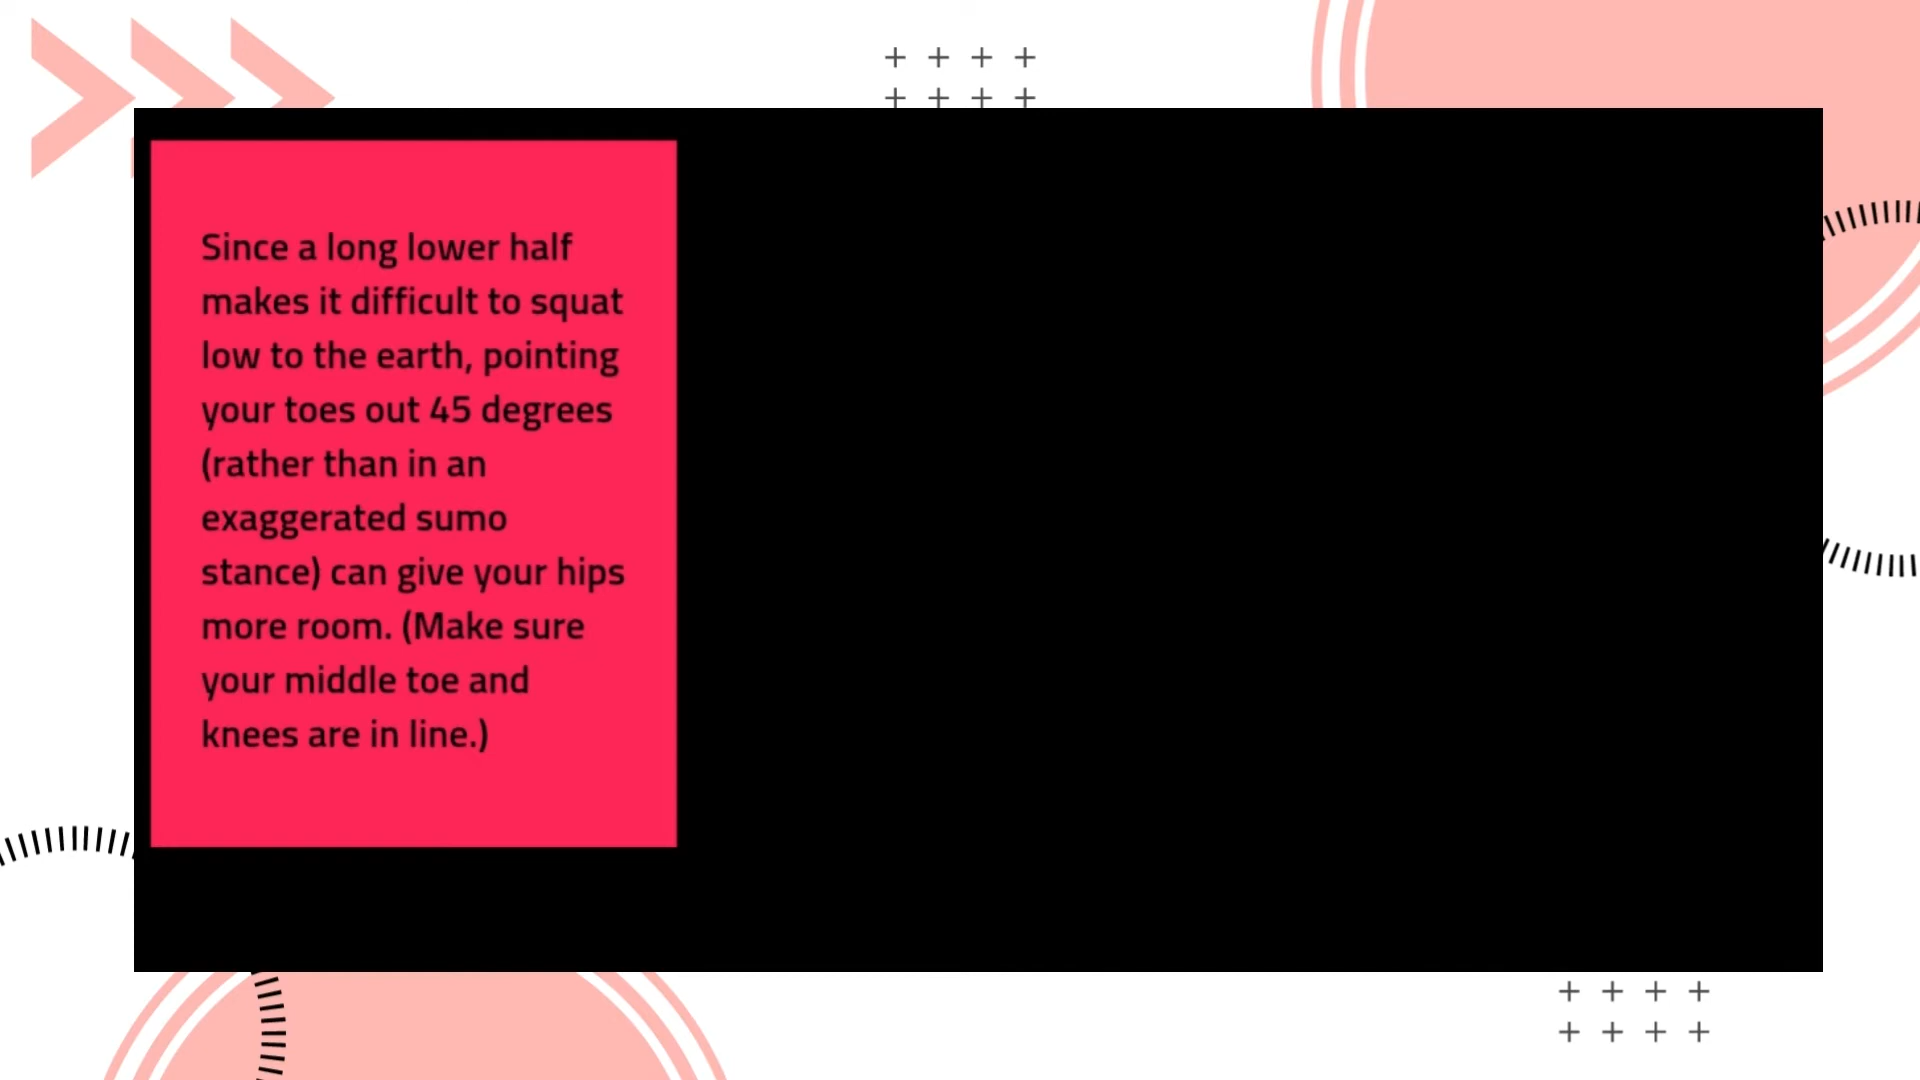 Since a long lower half
makes it difficult to squat
low to the earth, pointing
your toes out 45 degrees
(rather than in an
exaggerated sumo
stance) can give your hips
more room. (Make sure
your middle toe and
knees are in line.)